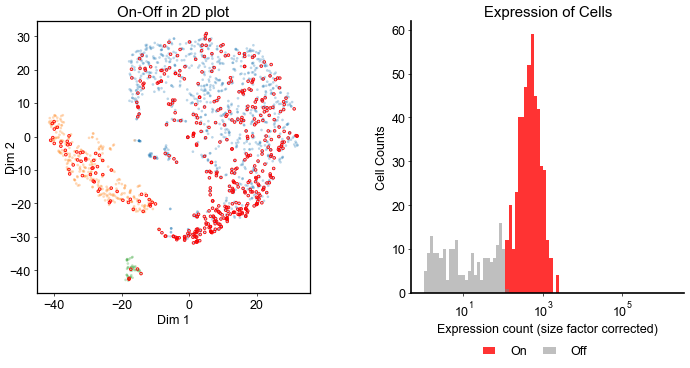 On-Off in 2D plot
30
20
10
0
−10
−20
−30
−40
Dim 2
−40
−20
0
20
Dim 1
Expression of Cells
60
50
40
30
20
10
0
Cell Counts
10^1
10^3
10^5
Expression count (size factor corrected)
On
Off